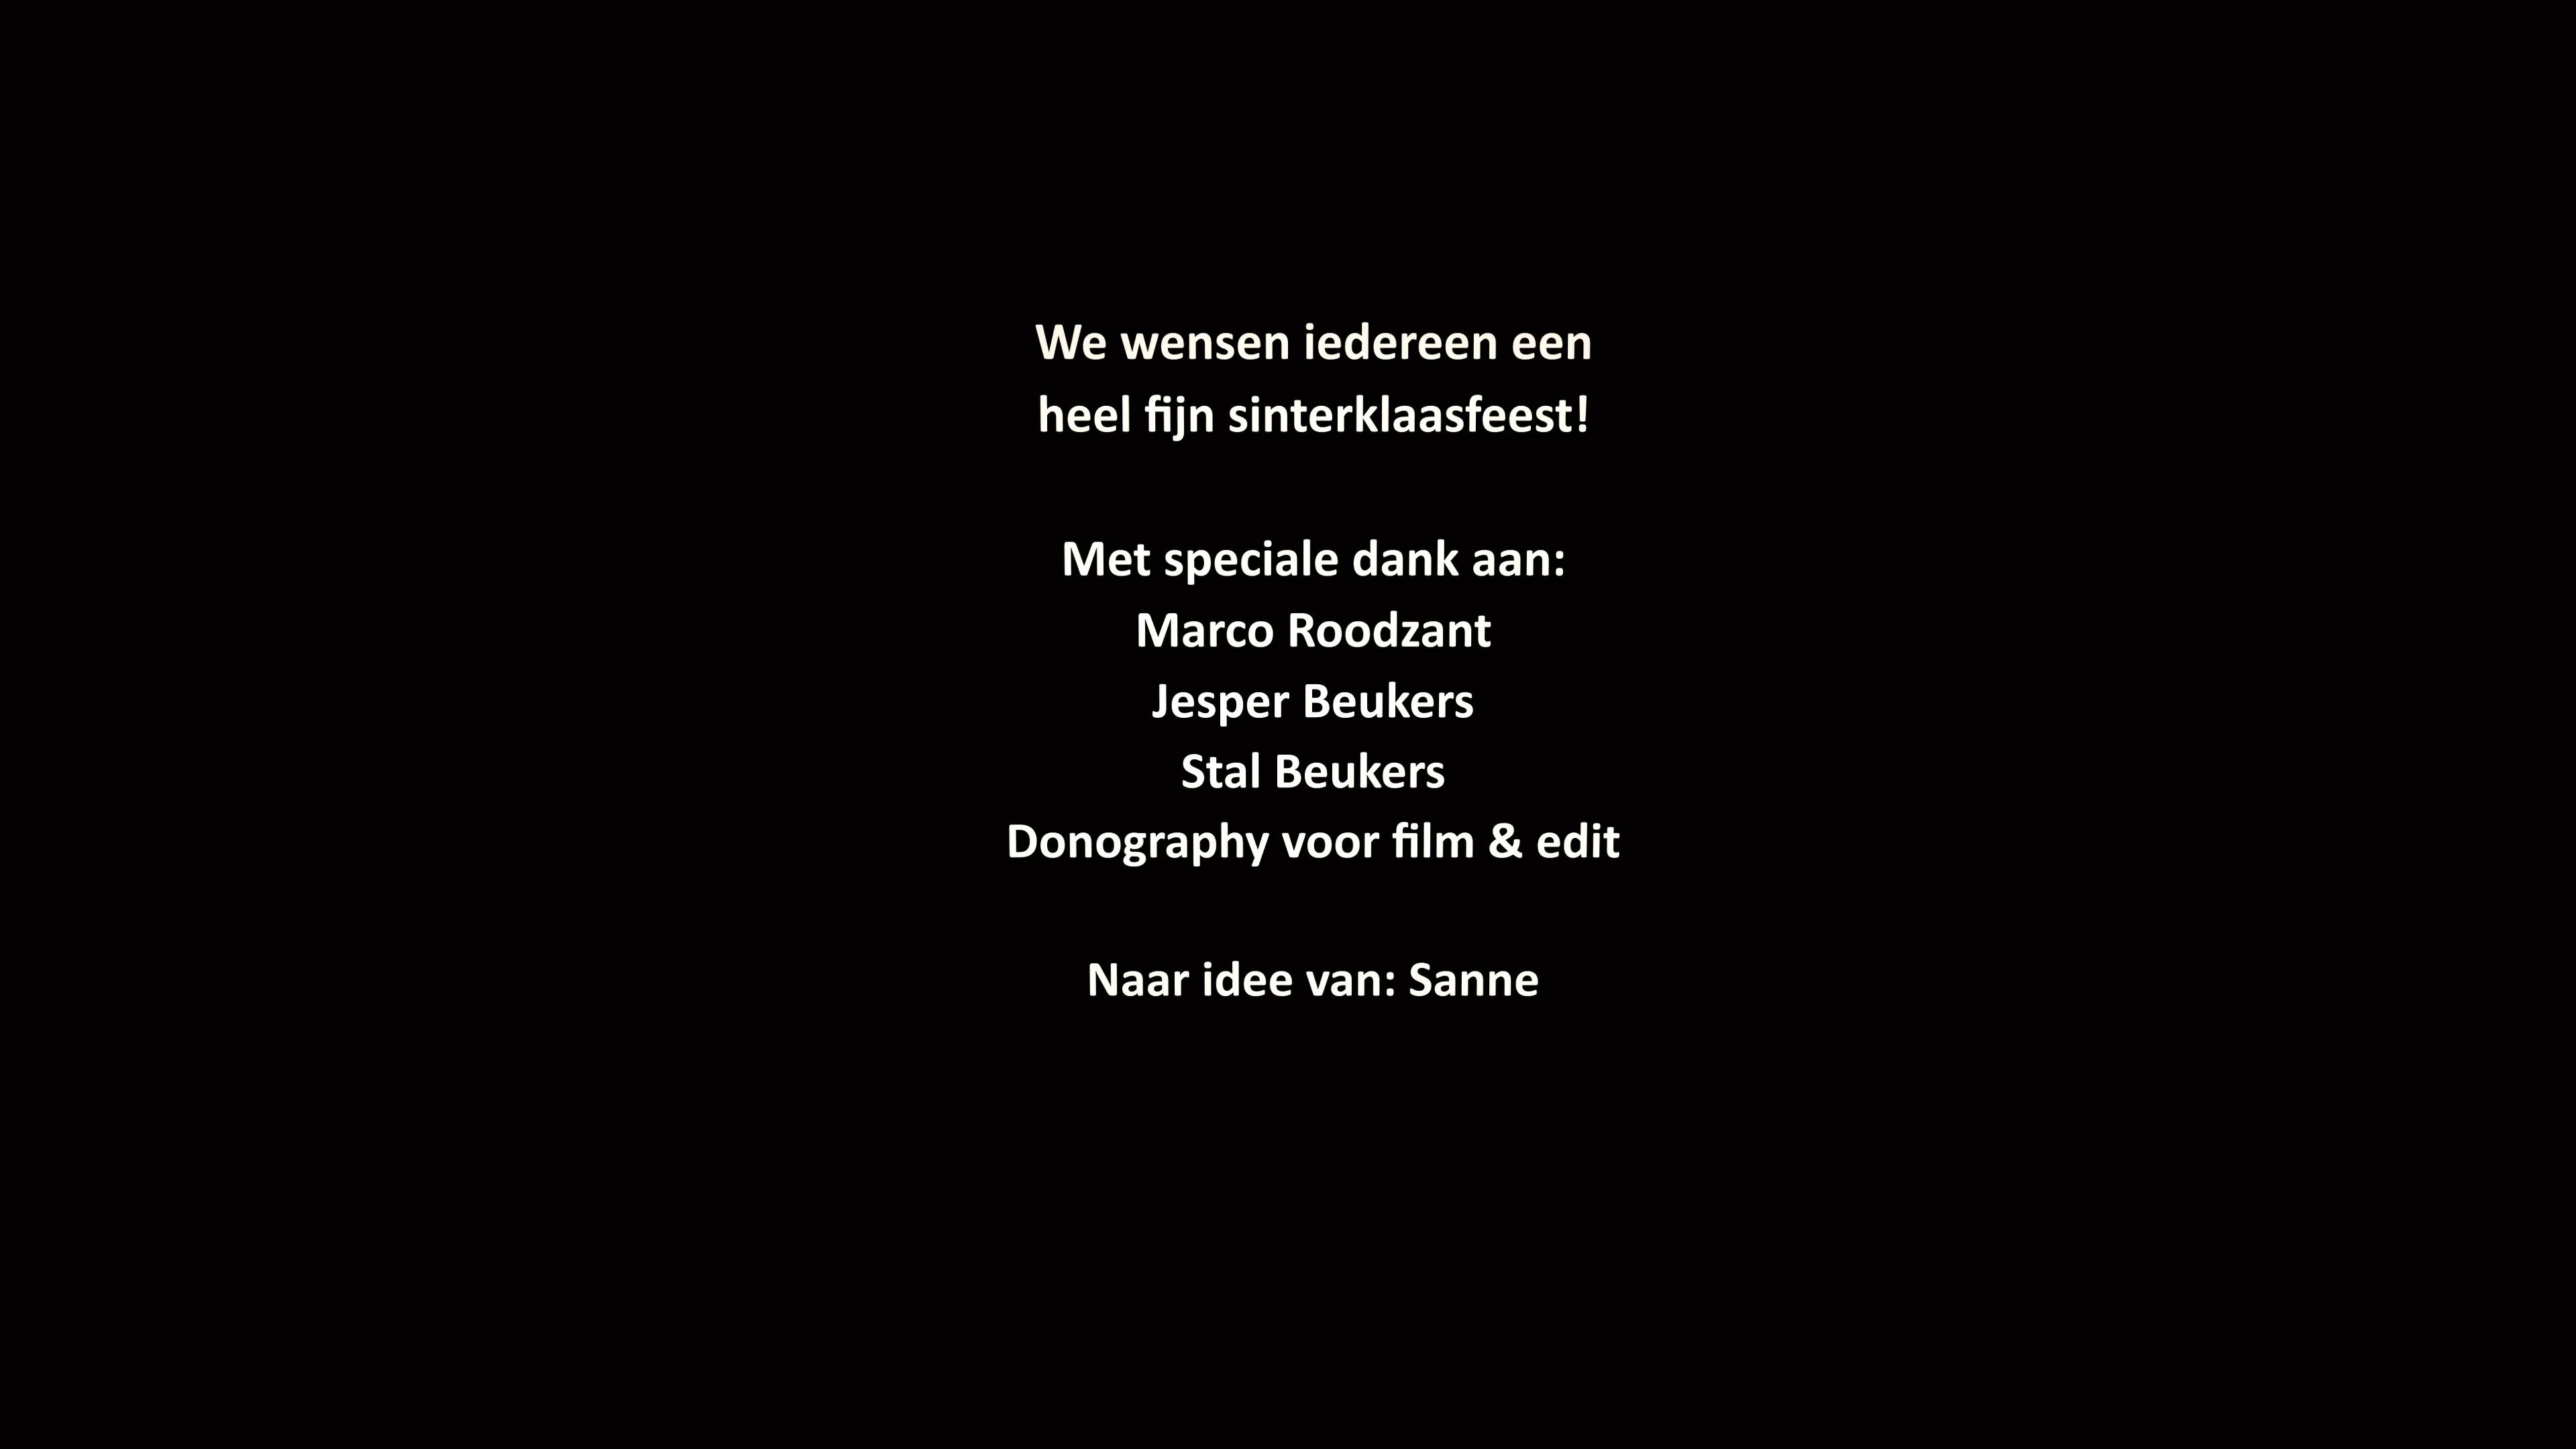 We wensen iedereen een
heel fijn sinterklaasfeest!
Met speciale dank aan:
Marco Roodzant
Jesper Beukers
Stal Beukers
Donography voor film & edit
Naar idee van: Sanne